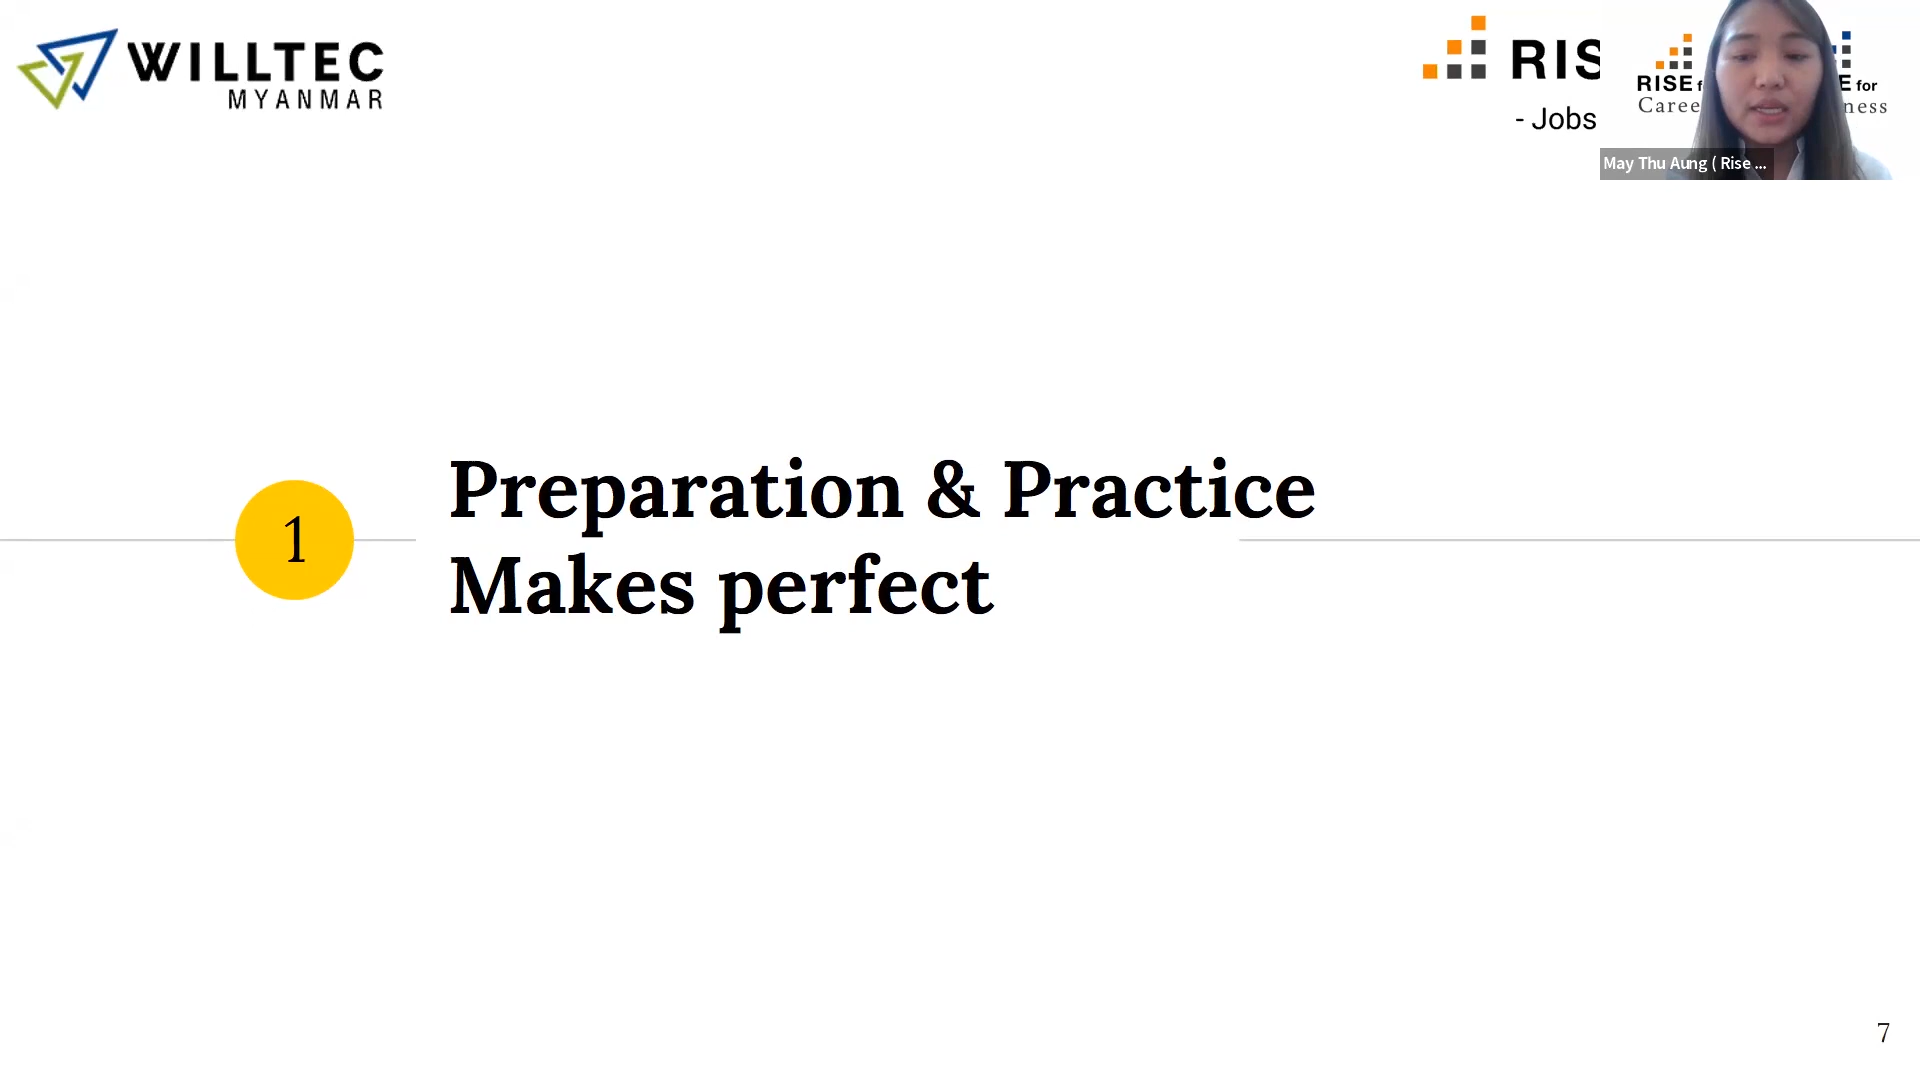 WILLTEC
MYANMAR
RIS
- Jobs
RISE f
Caree
E for
ness
May Thu Aung ( Rise ...
1
Preparation & Practice
Makes perfect
7